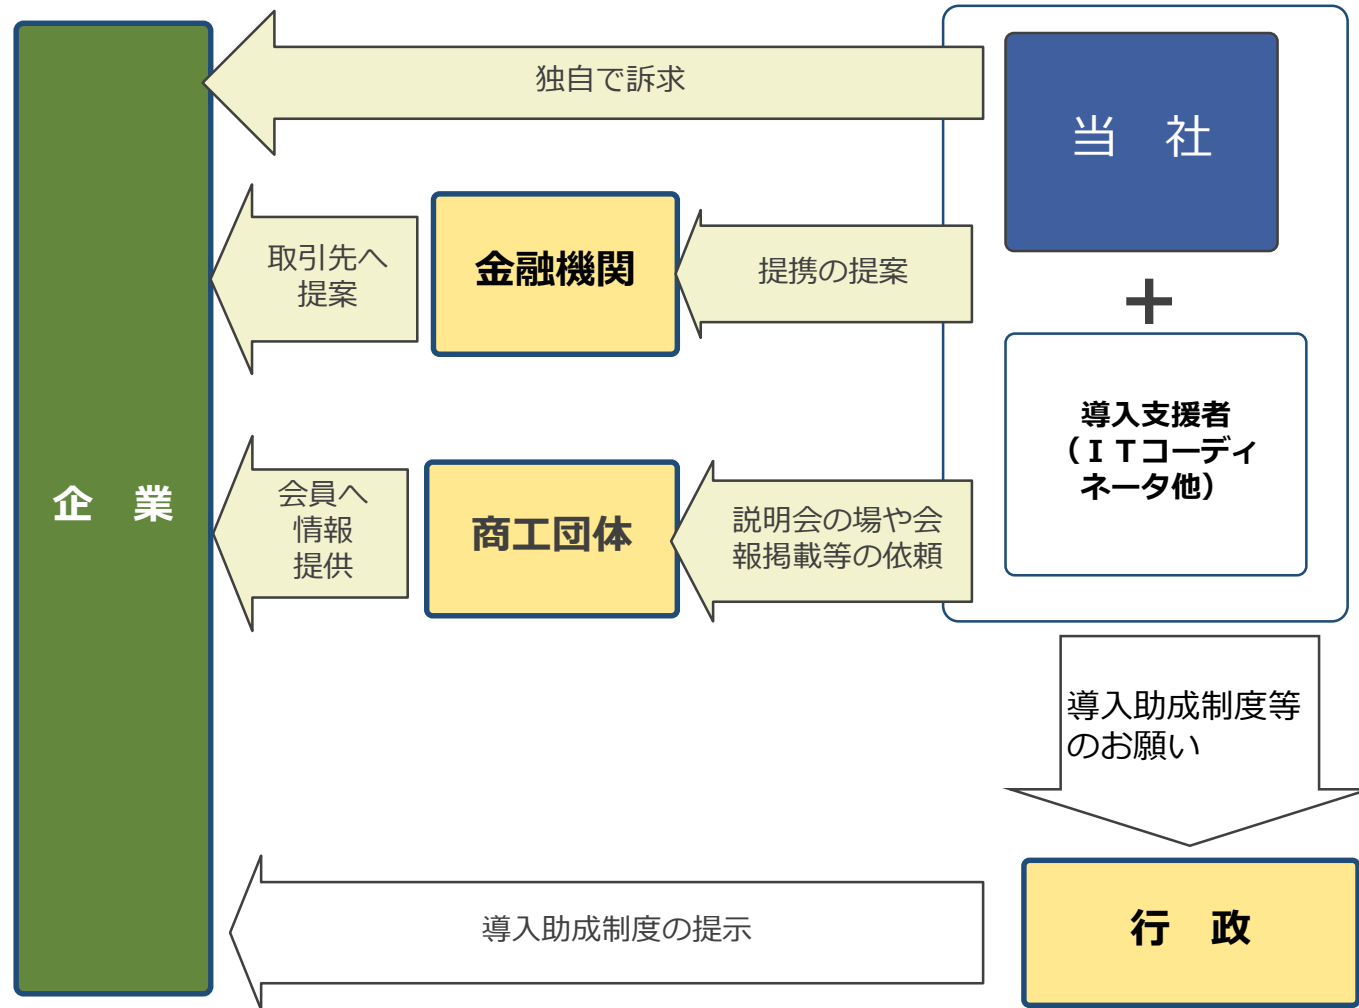 独自で訴求
当　社
取引先へ
提案
金融機関
提携の提案
＋
導入支援者
（ＩＴコーディ
ネータ他）
企　業
会員へ
情報
提供
商工団体
説明会の場や会
報掲載等の依頼
導入助成制度等
のお願い
導入助成制度の提示
行　政